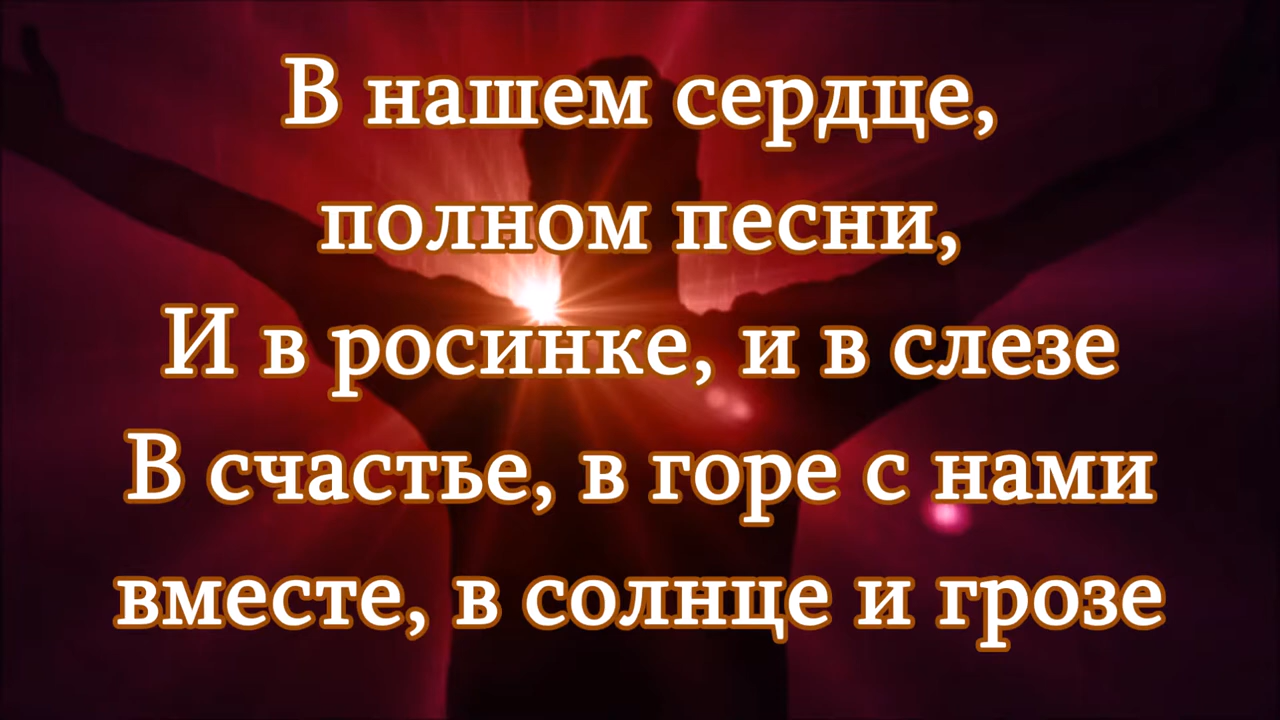 В нашем сердце,
полном песни,
И в росинке, и в слезе
В счастье, в горе с нами
вместе, в солнце и грозе